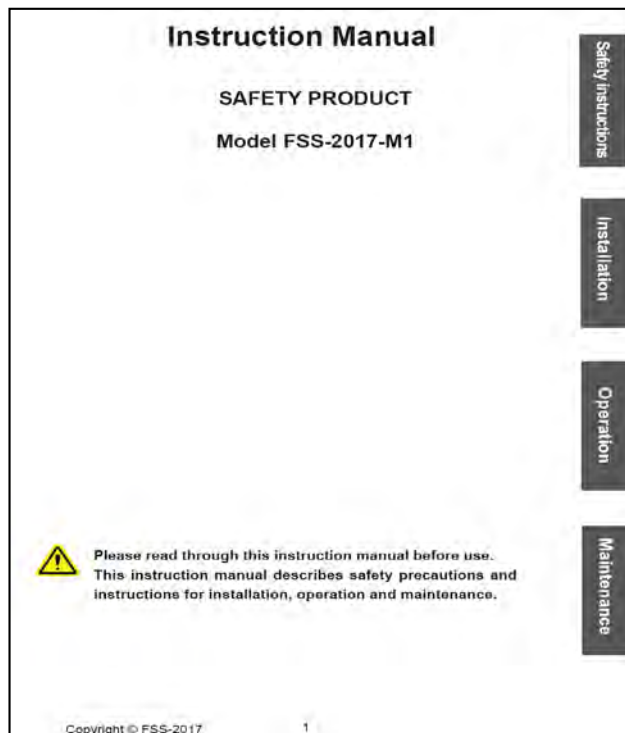 Instruction Manual
SAFETY PRODUCT
Model FSS-2017-M1
Safety instructions
Installation
Operation
Maintenance
Please read through this instruction manual before use.
This instruction manual describes safety precautions and
instructions for installation, operation and maintenance.
Copyright © FSS-2017
1